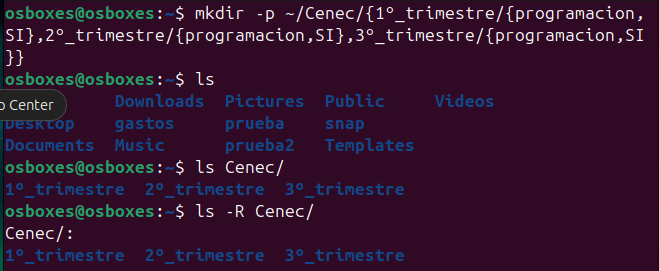 osboxes@osboxes:~$ mkdir -p ~/Cenec/{1º_trimestre/{programacion,
SI},2º_trimestre/{programacion,SI},3º_trimestre/{programacion,SI
}}
osboxes@osboxes:~$ ls
Downloads Pictures Public Videos
Center
Desktop gastos prueba snap
Documents Music prueba2 Templates
osboxes@osboxes:~$ ls Cenec/
1º_trimestre 2º_trimestre 3º_trimestre
osboxes@osboxes:~$ ls -R Cenec/
Cenec/:
1º_trimestre 2º_trimestre 3º_trimestre